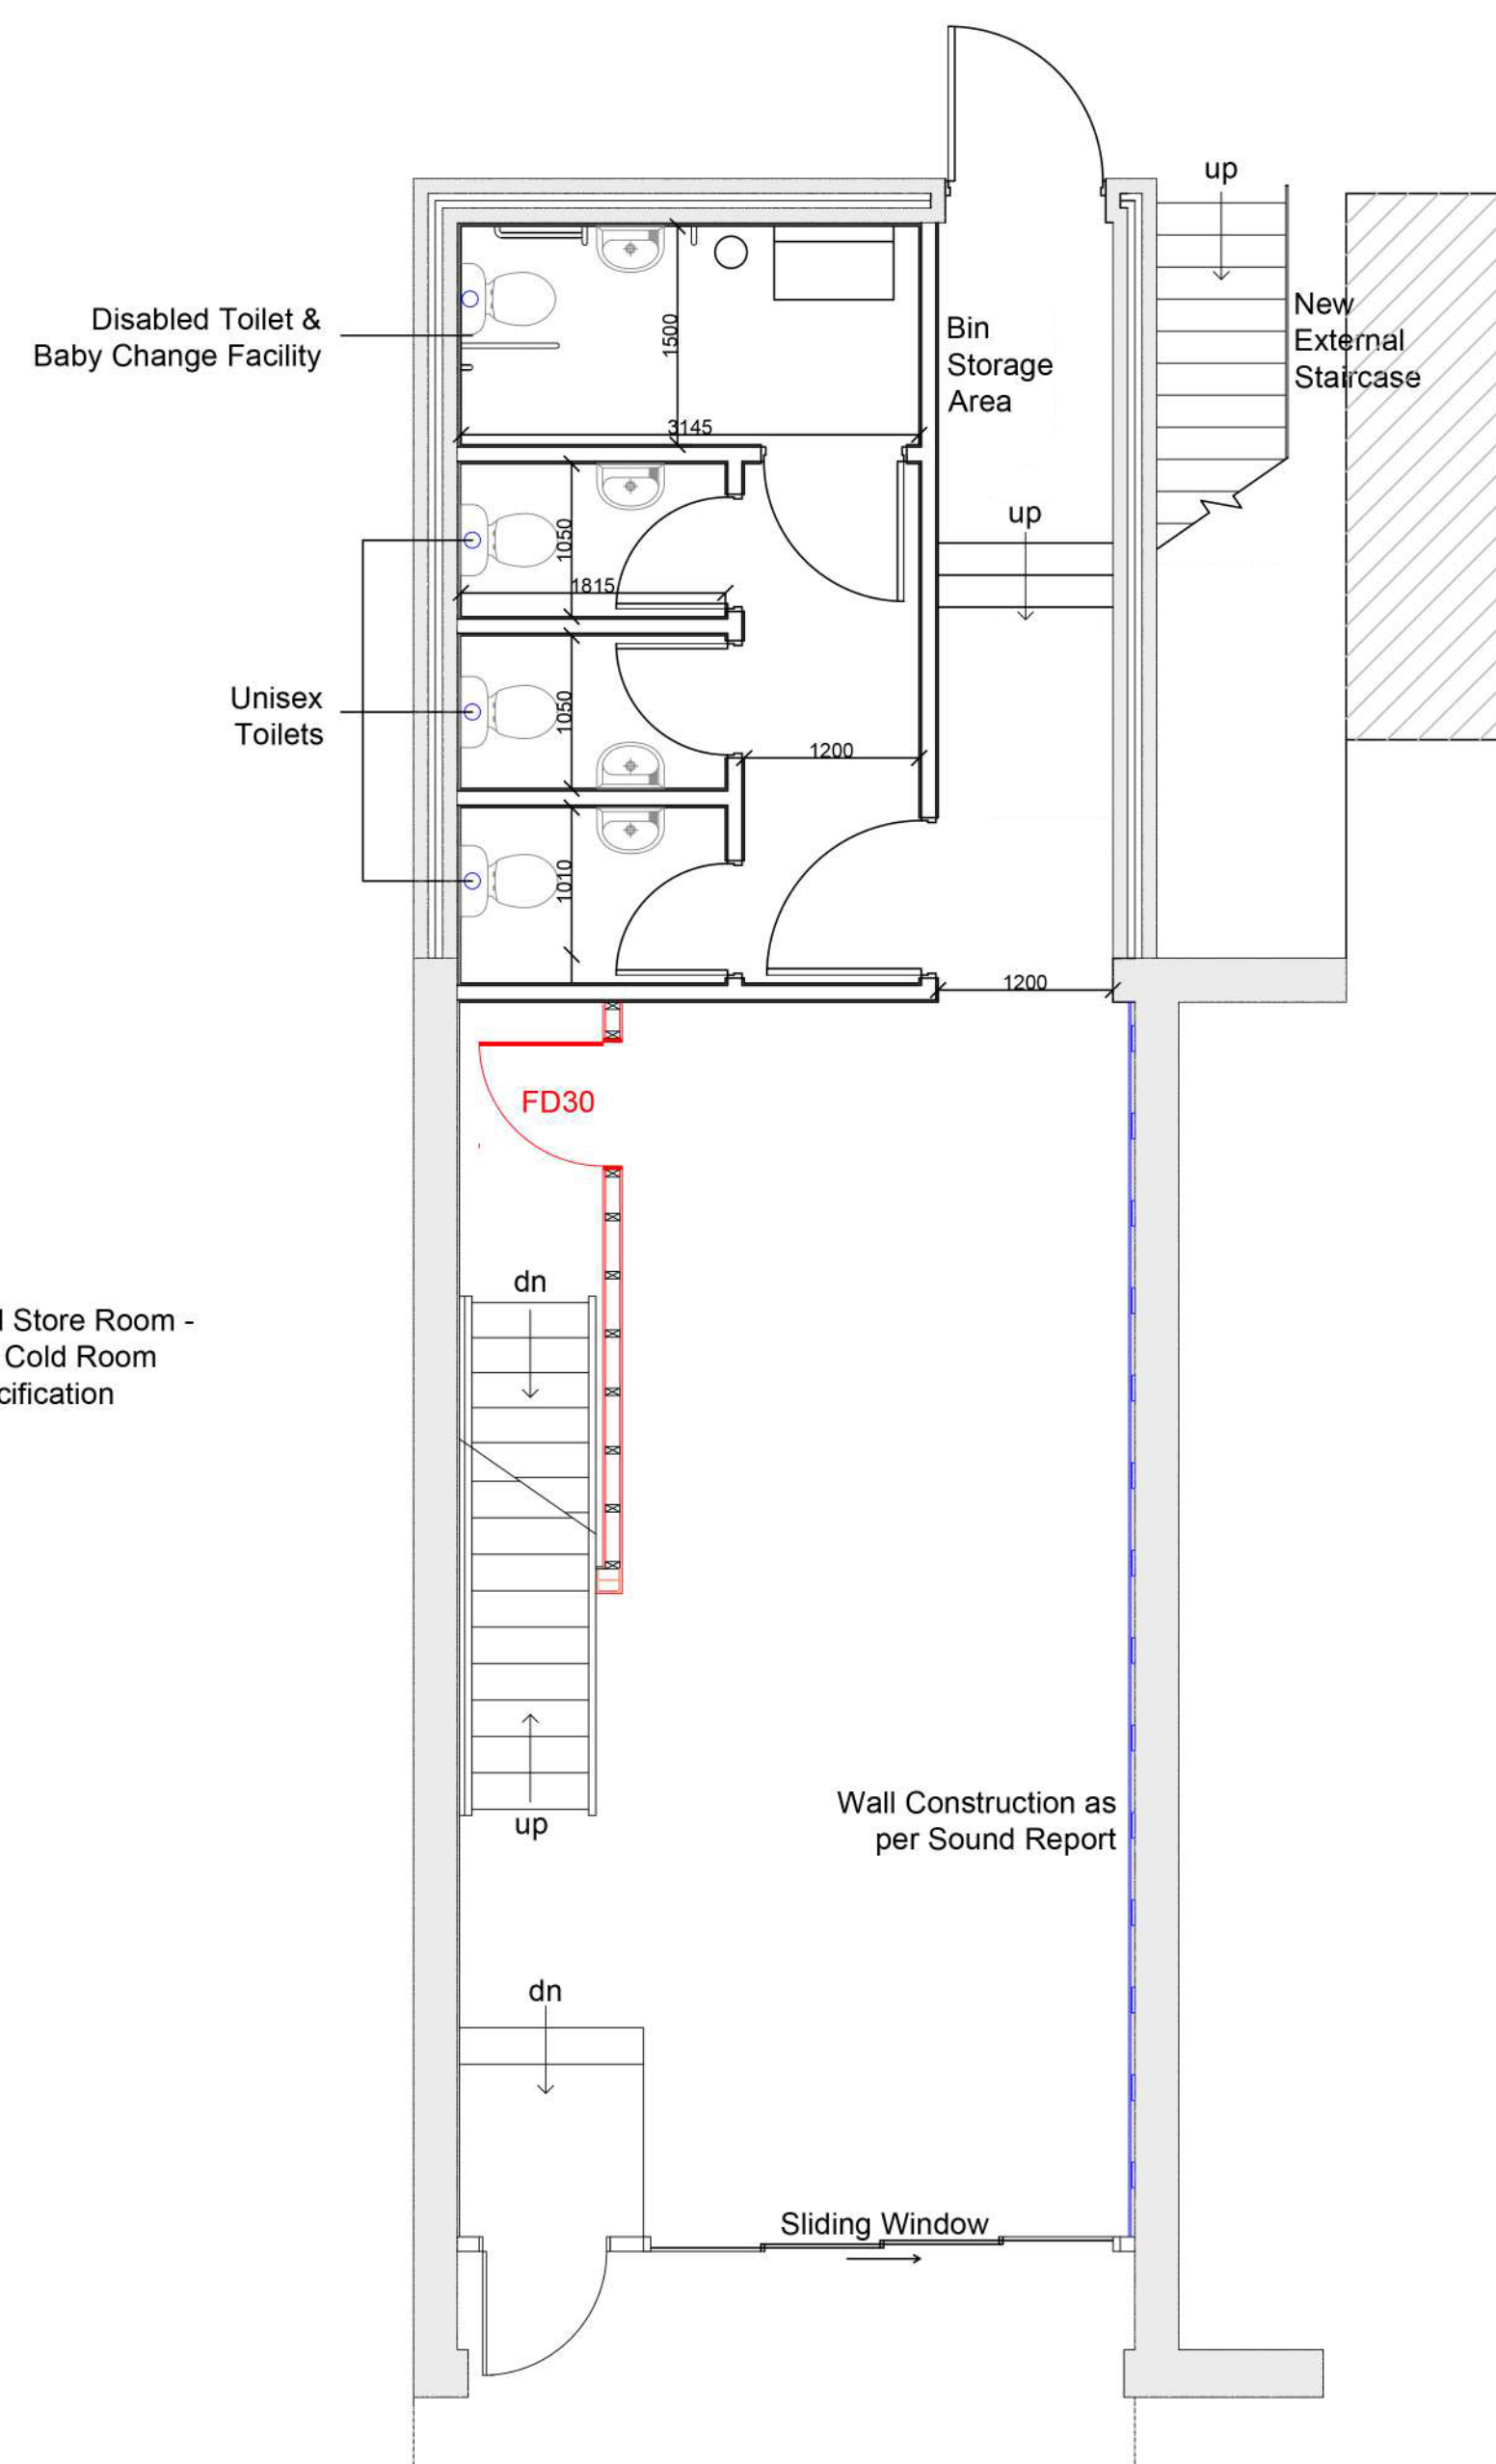 up
Disabled Toilet &
Baby Change Facility
1500
Bin
Storage
Area
New
External
Staircase
3145
up
1050
1815
Unisex
Toilets
1050
1200
1010
1200
FD30
dn
Store Room -
Cold Room
up
Wall Construction as
per Sound Report
dn
Sliding Window